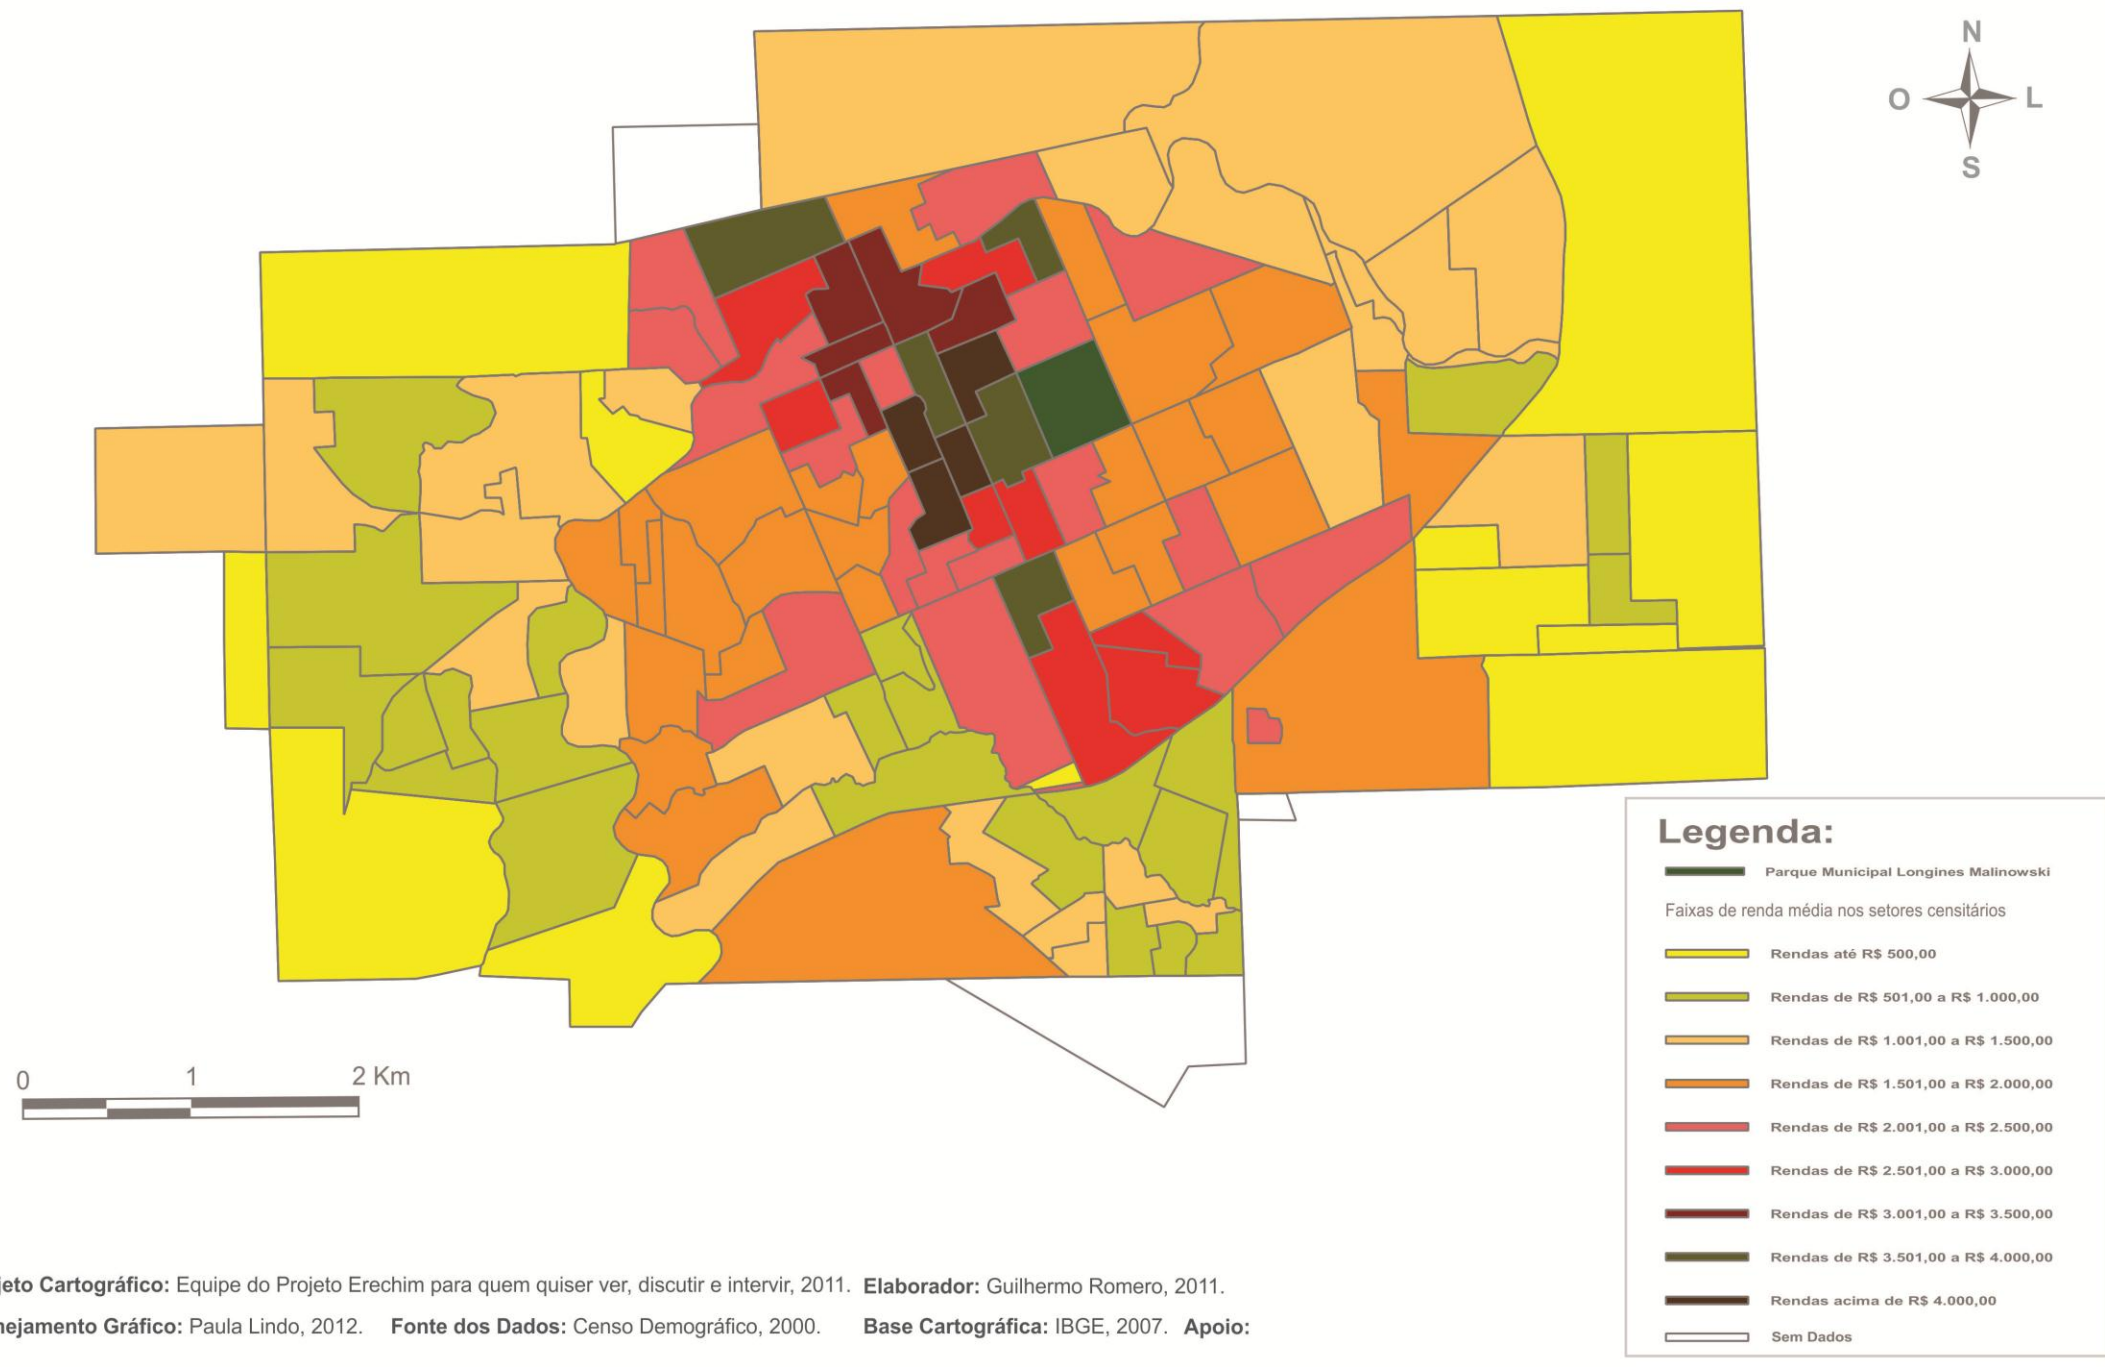 N
O L
S
0 1 2 Km
Legenda:
Parque Municipal Longines Malinowski
Faixas de renda média nos setores censitários
Rendas até R$ 500,00
Rendas de R$ 501,00 a R$ 1.000,00
Rendas de R$ 1.001,00 a R$ 1.500,00
Rendas de R$ 1.501,00 a R$ 2.000,00
Rendas de R$ 2.001,00 a R$ 2.500,00
Rendas de R$ 2.501,00 a R$ 3.000,00
Rendas de R$ 3.001,00 a R$ 3.500,00
Rendas de R$ 3.501,00 a R$ 4.000,00
Rendas acima de R$ 4.000,00
Sem Dados
jeto Cartográfico: Equipe do Projeto Erechim para quem quiser ver, discutir e intervir, 2011. Elaborador: Guilhermo Romero, 2011.
nejamento Gráfico: Paula Lindo, 2012. Fonte dos Dados: Censo Demográfico, 2000. Base Cartográfica: IBGE, 2007. Apoio: